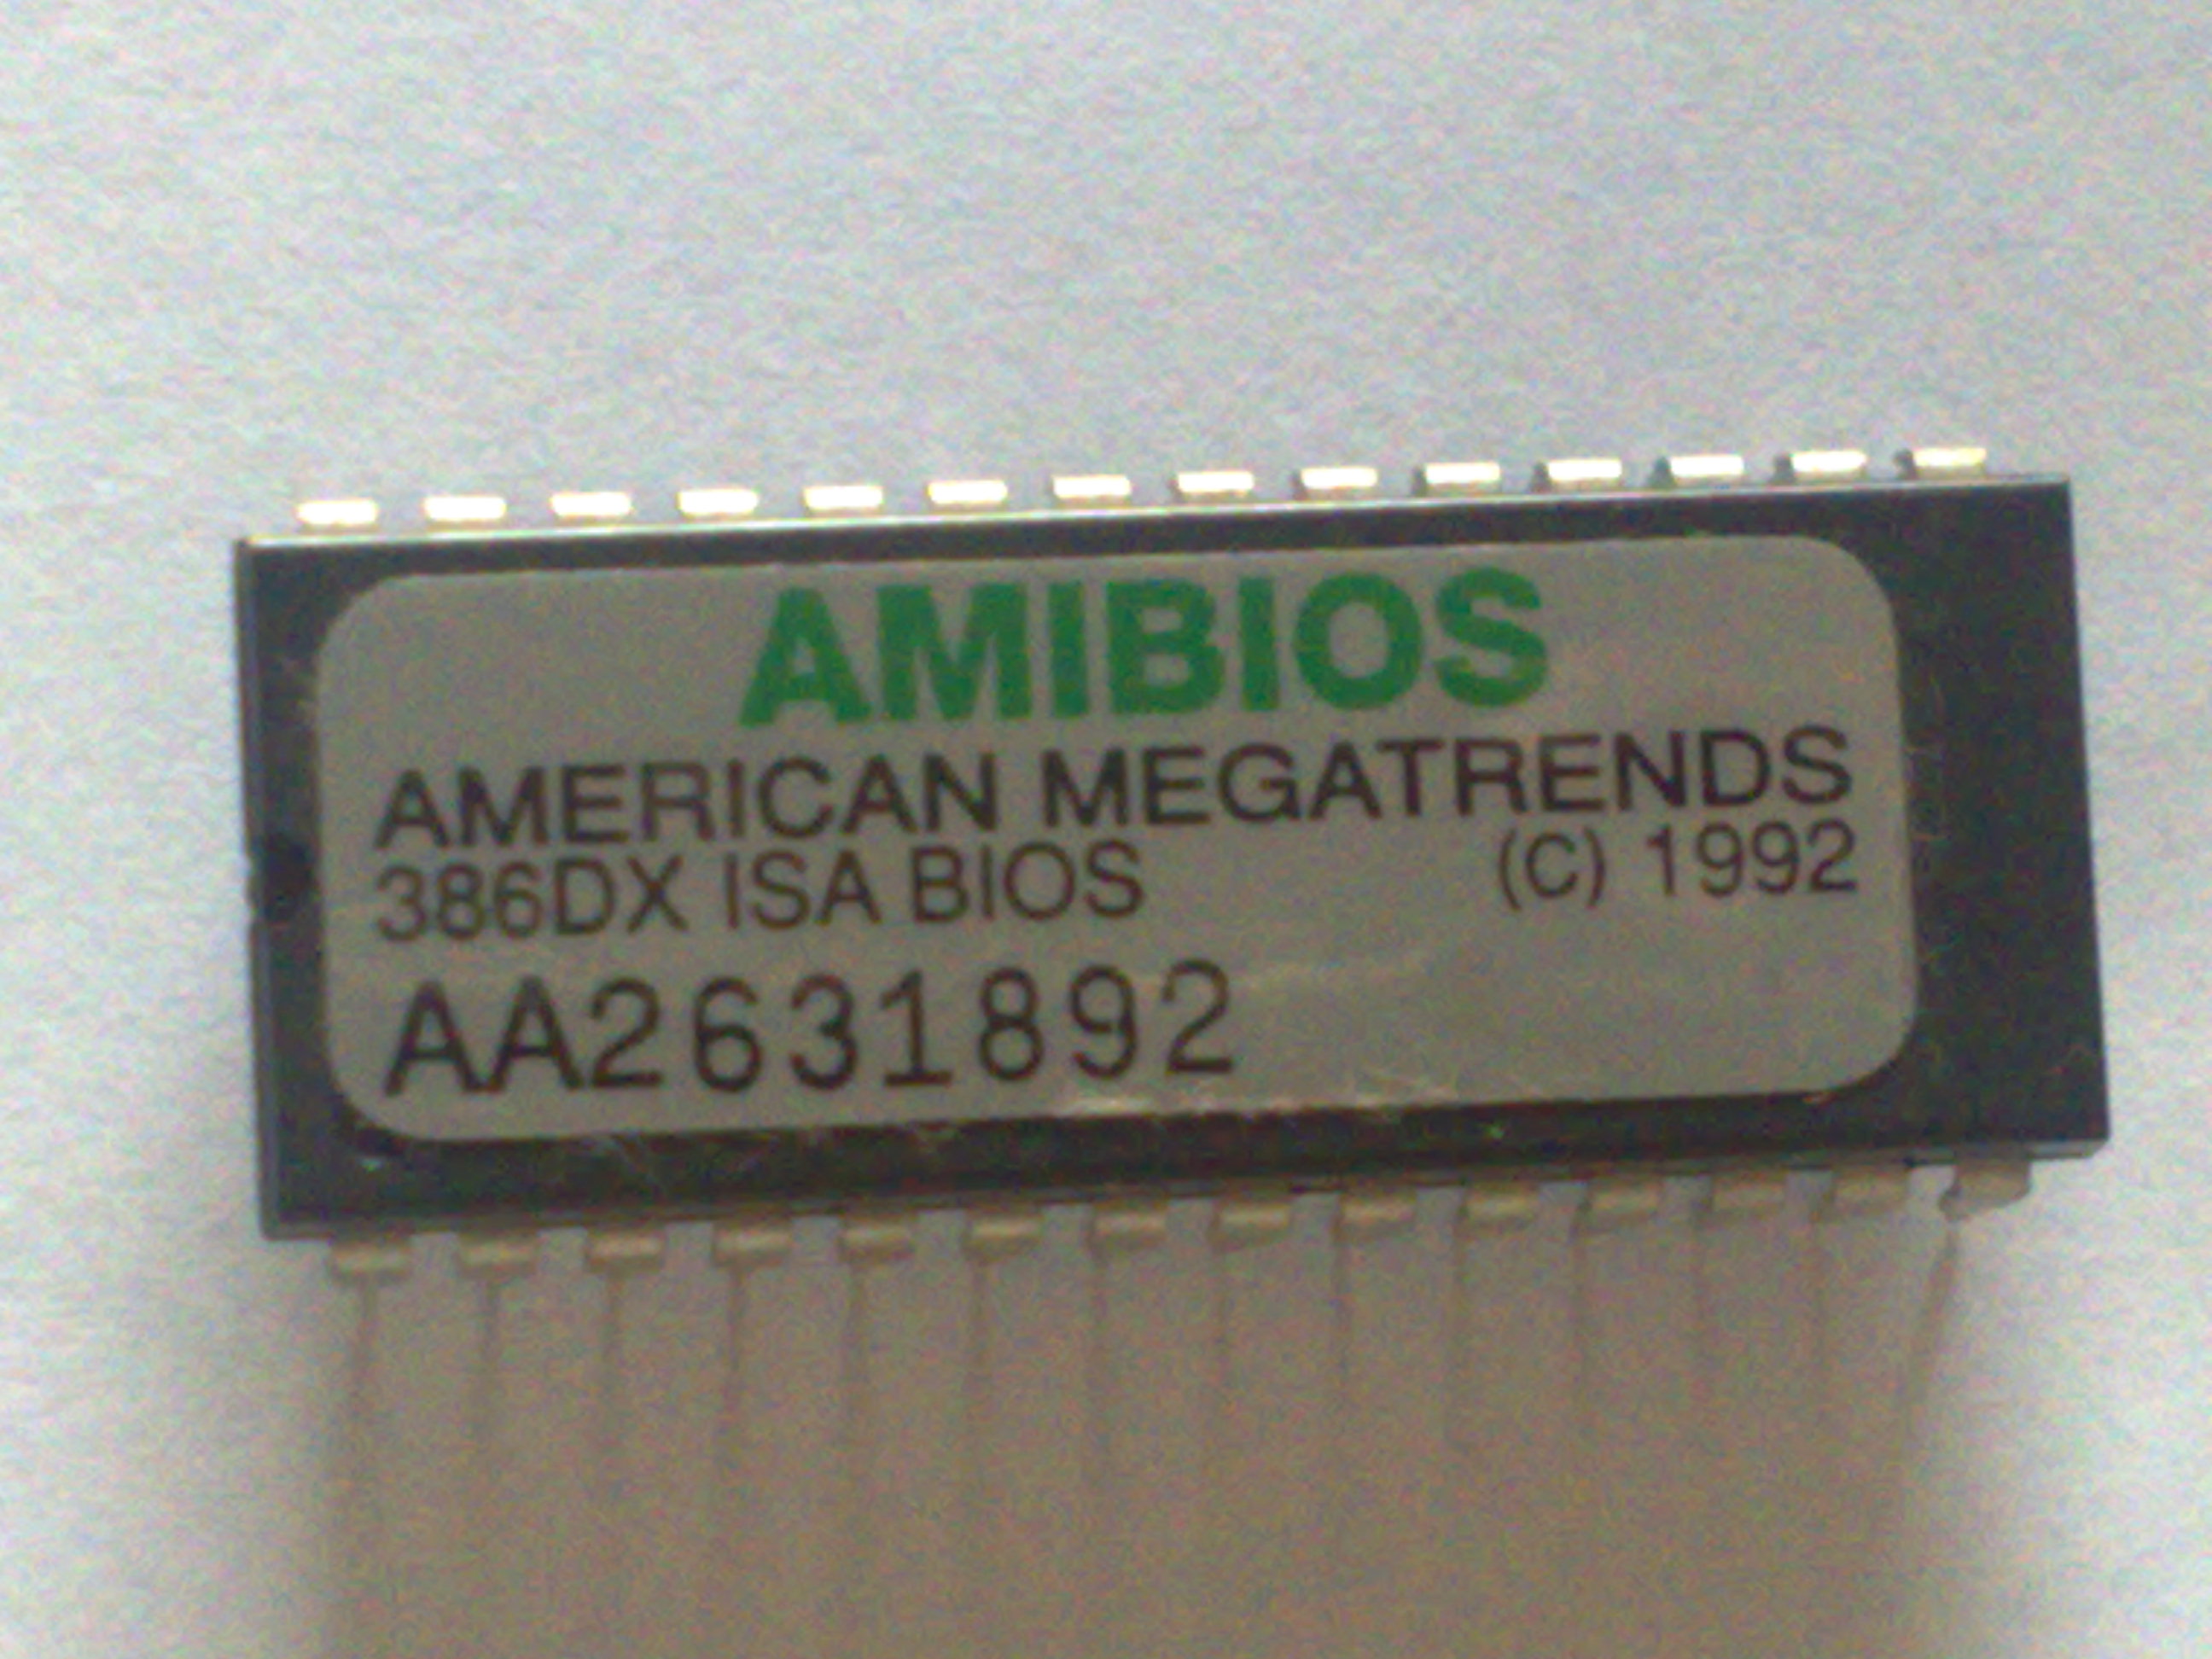 AMIBIOS
AMERICAN MEGATRENDS
386DX ISA BIOS (C) 1992
AA2631892